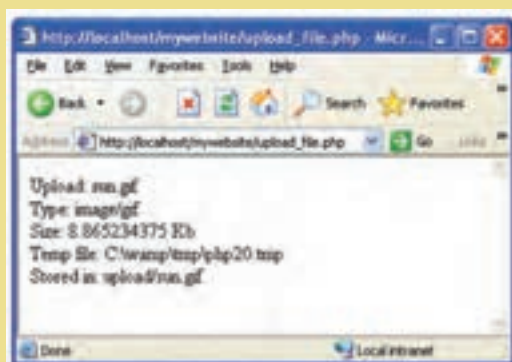 http://localhost/mywebsite/upload_file.php - Micr...
File Edit View Favorites Tools Help
Back Search Favorites
Address http://localhost/mywebsite/upload_file.php Go Links
Upload: run.gif
Type: image/gif
Size: 8.865234375 Kb
Temp file: C:\wamp\tmp\php20.tmp
Stored in: upload/run.gif
Done Local intranet